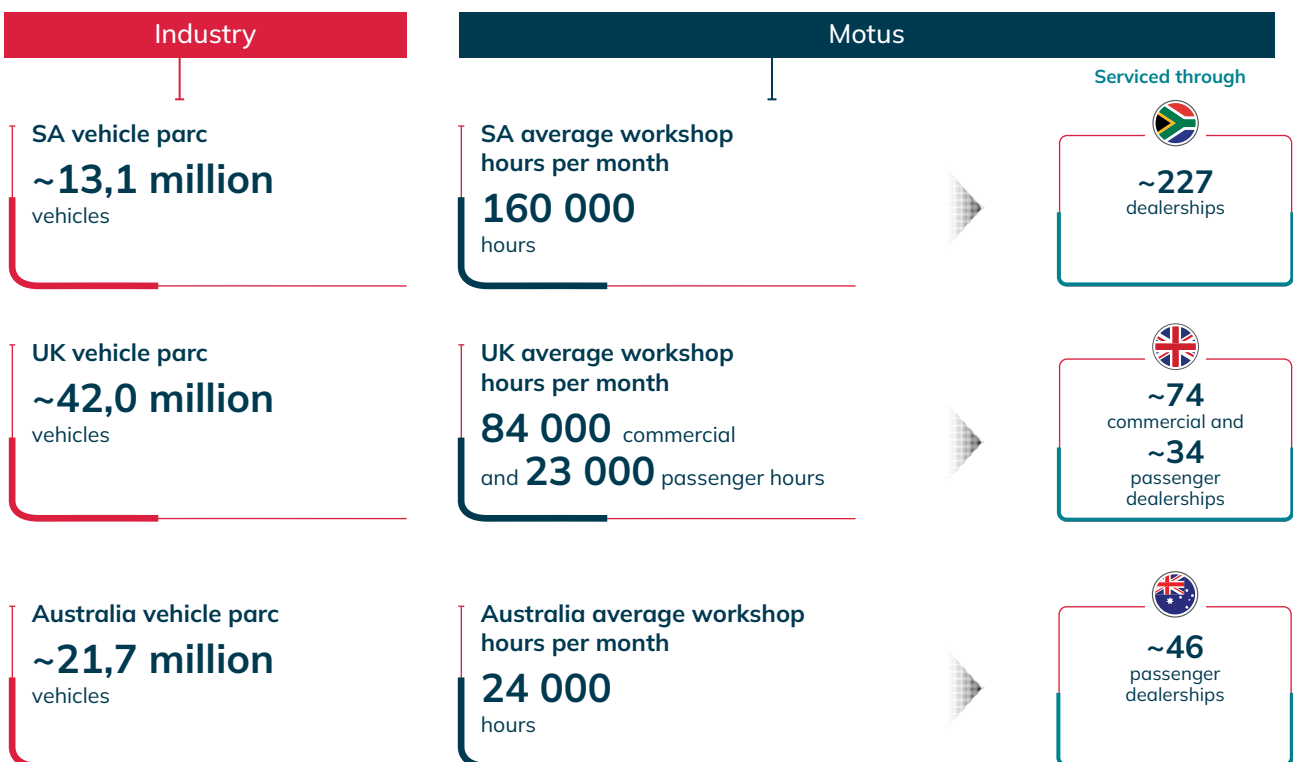 Industry
Motus
Serviced through
SA vehicle parc
~13,1 million
vehicles
SA average workshop
hours per month
160 000
hours
~227
dealerships
UK vehicle parc
~42,0 million
vehicles
UK average workshop
hours per month
84 000 commercial
and 23 000 passenger hours
~74
commercial and
~34
passenger
dealerships
Australia vehicle parc
~21,7 million
vehicles
Australia average workshop
hours per month
24 000
hours
~46
passenger
dealerships